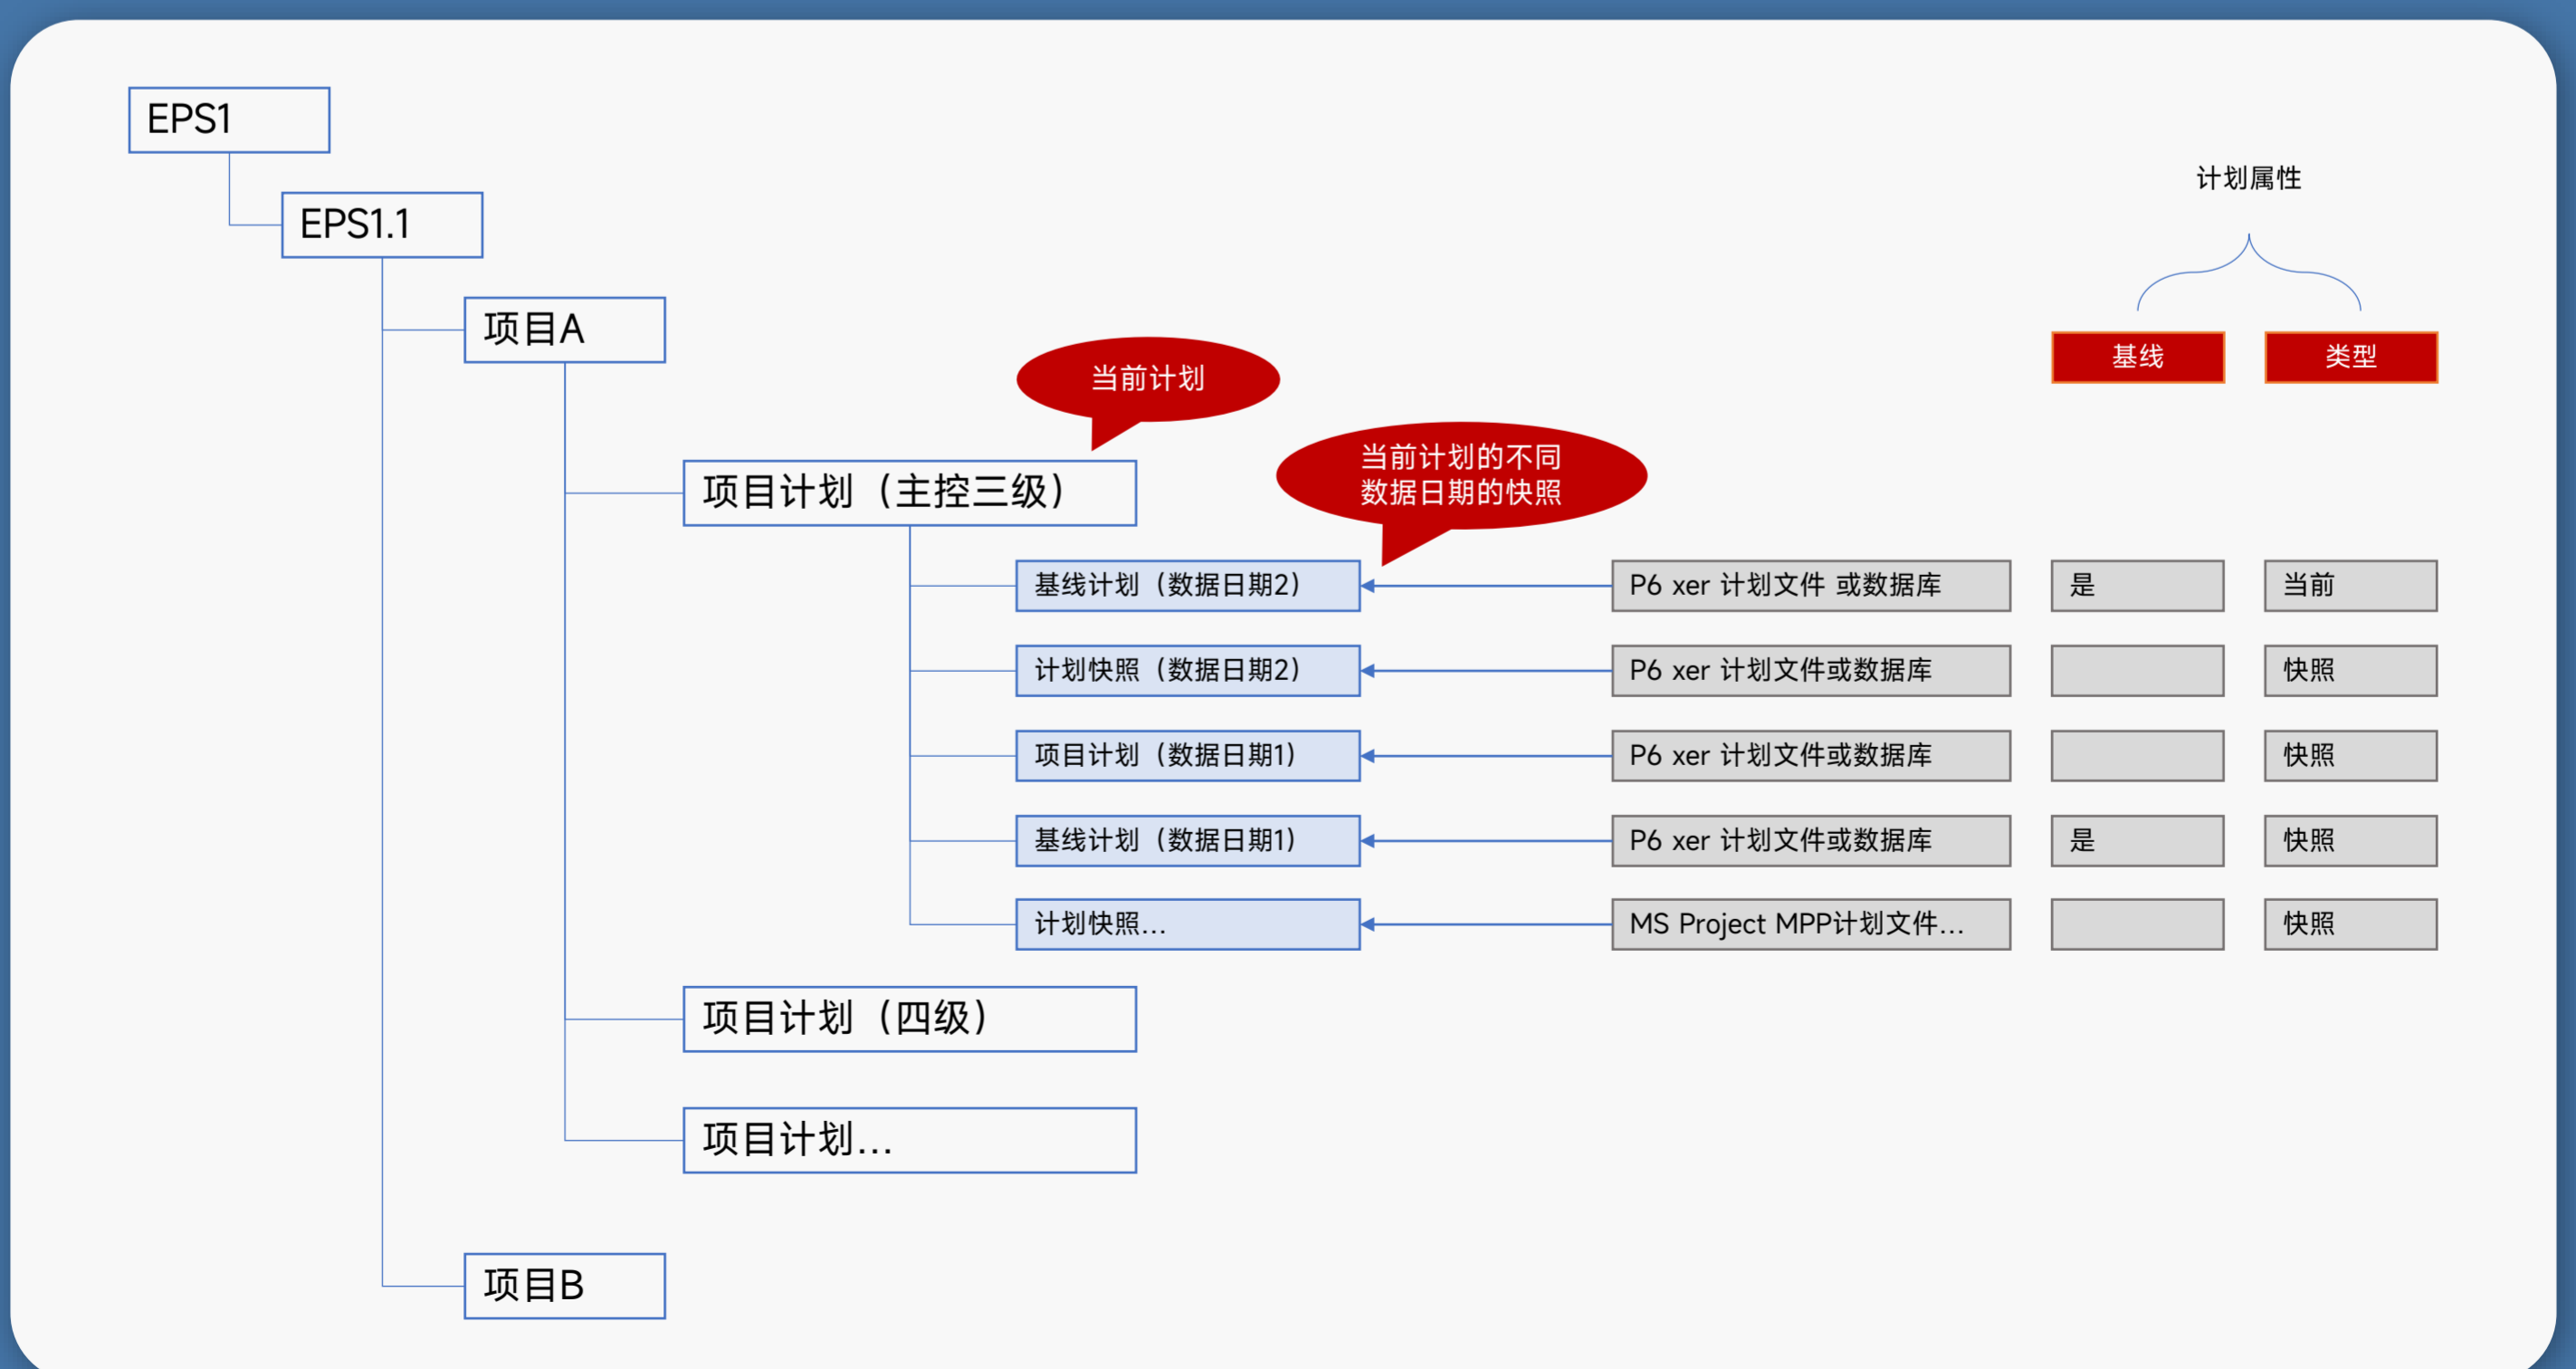 EPS1
EPS1.1
计划属性
项目A
基线
类型
当前计划
当前计划的不同
数据日期的快照
项目计划（主控三级）
基线计划（数据日期2）
P6 xer 计划文件 或数据库
是
当前
计划快照（数据日期2）
P6 xer 计划文件或数据库
快照
项目计划（数据日期1）
P6 xer 计划文件或数据库
快照
基线计划（数据日期1）
P6 xer 计划文件或数据库
是
快照
计划快照…
MS Project MPP计划文件…
快照
项目计划（四级）
项目计划…
项目B